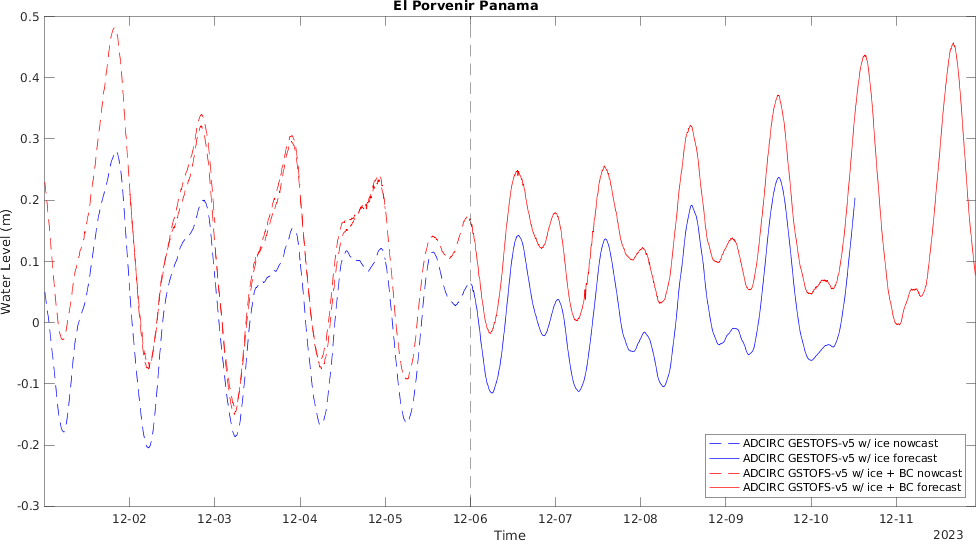 El Porvenir Panama
0.5
0.4
0.3
0.2
0.1
0
-0.1
-0.2
-0.3
Water Level (m)
12-02
12-03
12-04
12-05
12-06
12-07
12-08
12-09
12-10
12-11
Time
2023
ADCIRC GESTOFS-v5 w/ ice nowcast
ADCIRC GESTOFS-v5 w/ ice forecast
ADCIRC GSTOFS-v5 w/ ice + BC nowcast
ADCIRC GSTOFS-v5 w/ ice + BC forecast